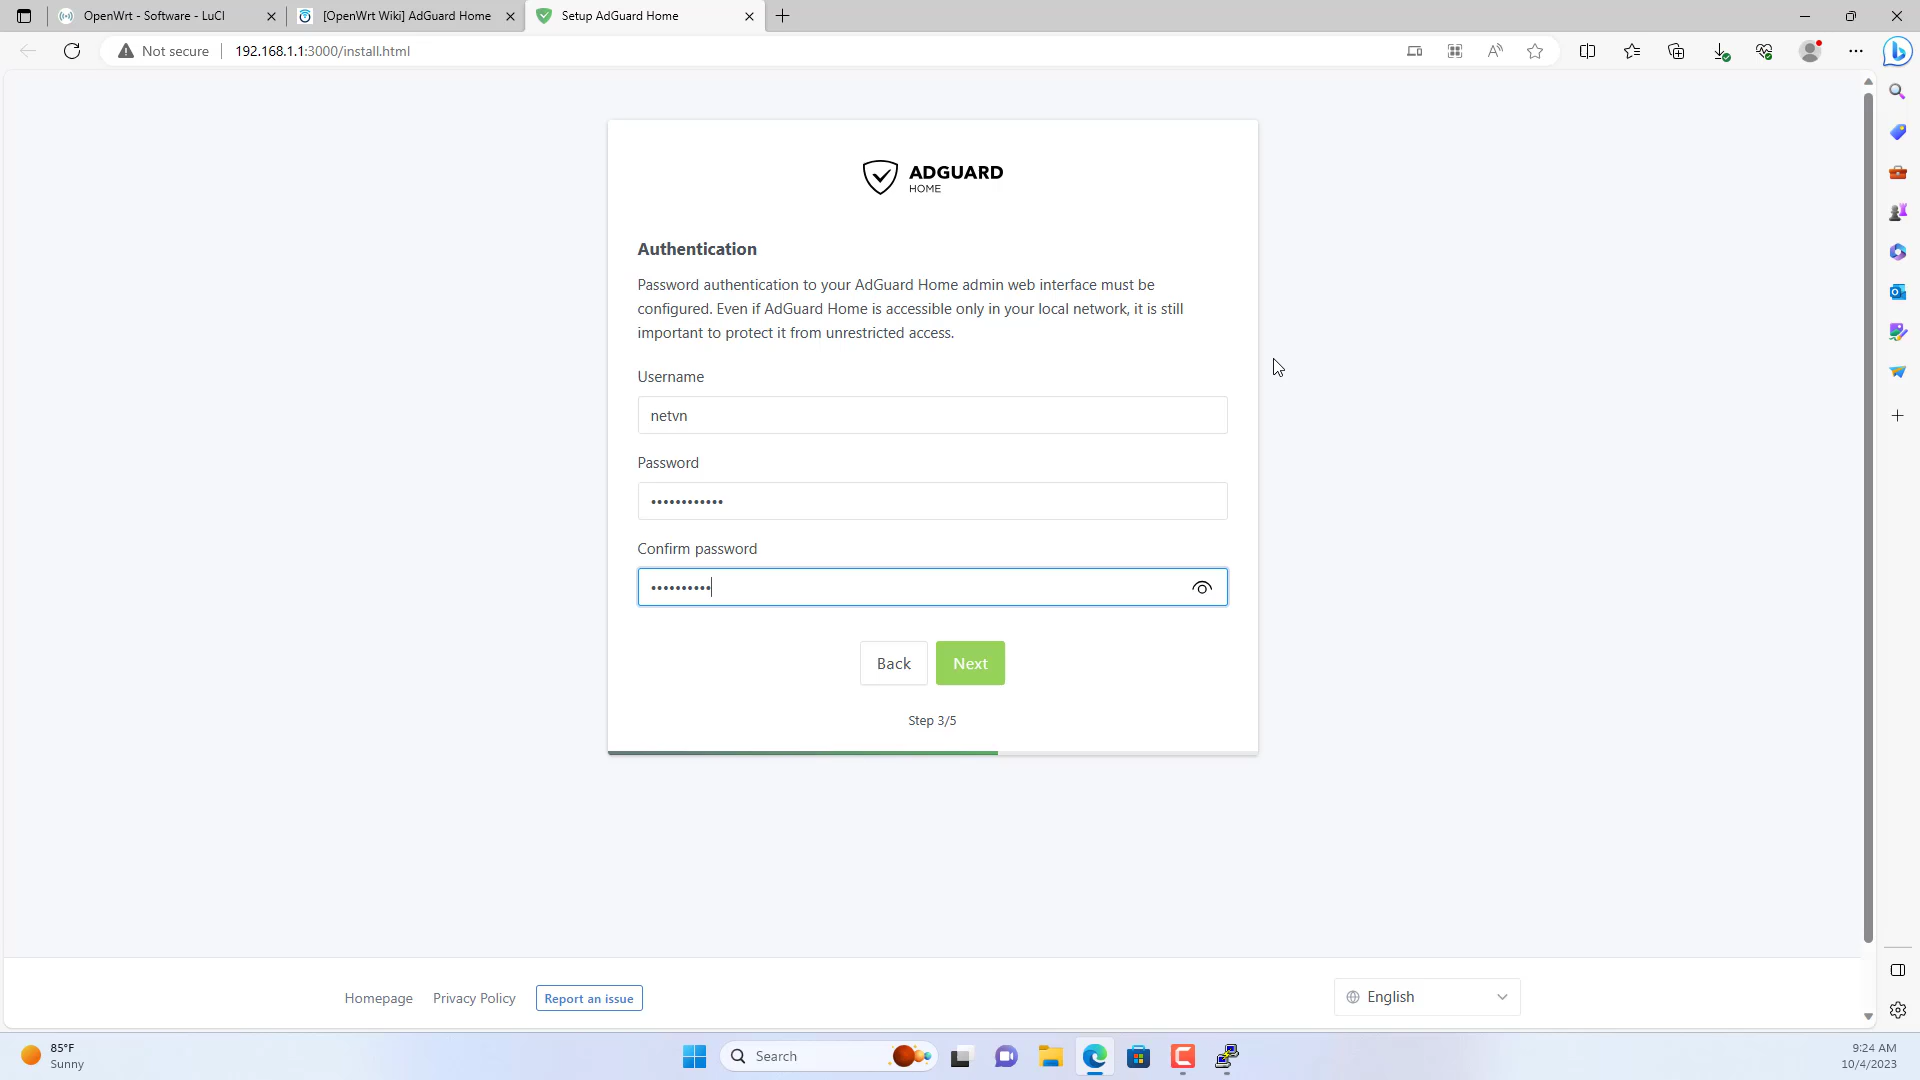 OpenWrt - Software - LuCI
[OpenWrt Wiki] AdGuard Home
Setup AdGuard Home
Not secure
192.168.1.1:3000/install.html
ADGUARD
HOME
Authentication
Password authentication to your AdGuard Home admin web interface must be
configured. Even if AdGuard Home is accessible only in your local network, it is still
important to protect it from unrestricted access.
Username
netvn
Password
••••••••••••
Confirm password
••••••••••
Back
Next
Step 3/5
Homepage
Privacy Policy
Report an issue
English
85°F
Sunny
Search
9:24 AM
10/4/2023